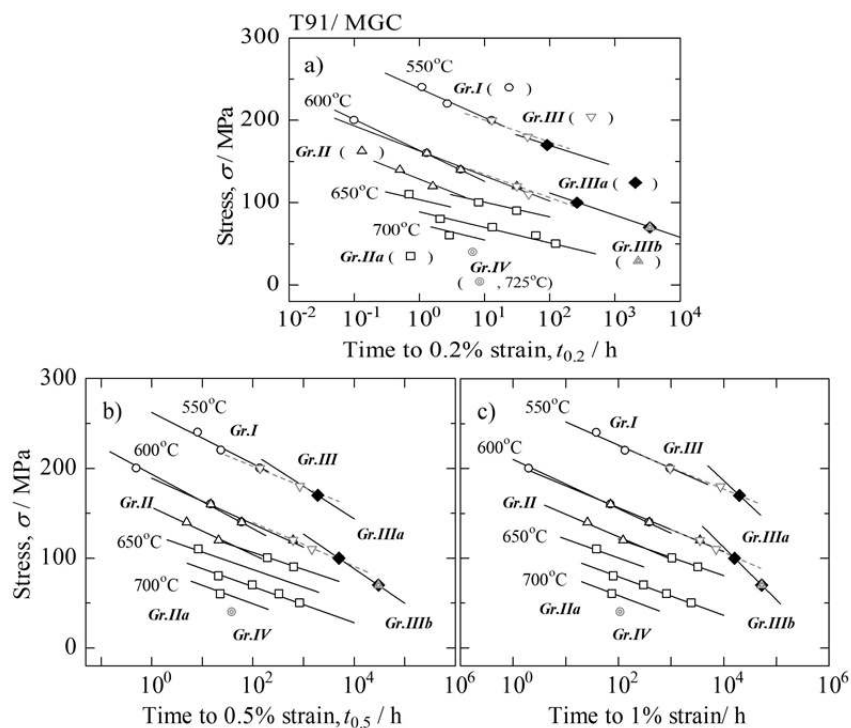 T91/ MGC
300
200
100
0
Stress, σ/ MPa
a)
550°C
Gr.I ( ○ )
600°C
Gr.III ( ▽ )
Gr.II ( △ )
650°C
Gr.IIIa ( ◆ )
700°C
Gr.IIa ( □ )
Gr.IV
( ◎ , 725°C)
Gr.IIIb
( ▲ )
10⁻² 10⁻¹ 10⁰ 10¹ 10² 10³ 10⁴
Time to 0.2% strain, t0.2 / h
300
200
100
0
Stress, σ / MPa
b)
550°C
Gr.I
600°C
Gr.III
Gr.II
650°C
Gr.IIIa
700°C
Gr.IIa
Gr.IV
Gr.IIIb
10⁰ 10² 10⁴ 10⁶
Time to 0.5% strain, t0.5 / h
c)
550°C
Gr.I
600°C
Gr.III
Gr.II
650°C
Gr.IIIa
700°C
Gr.IIa
Gr.IV
Gr.IIIb
10⁰ 10² 10⁴ 10⁶
Time to 1% strain/ h